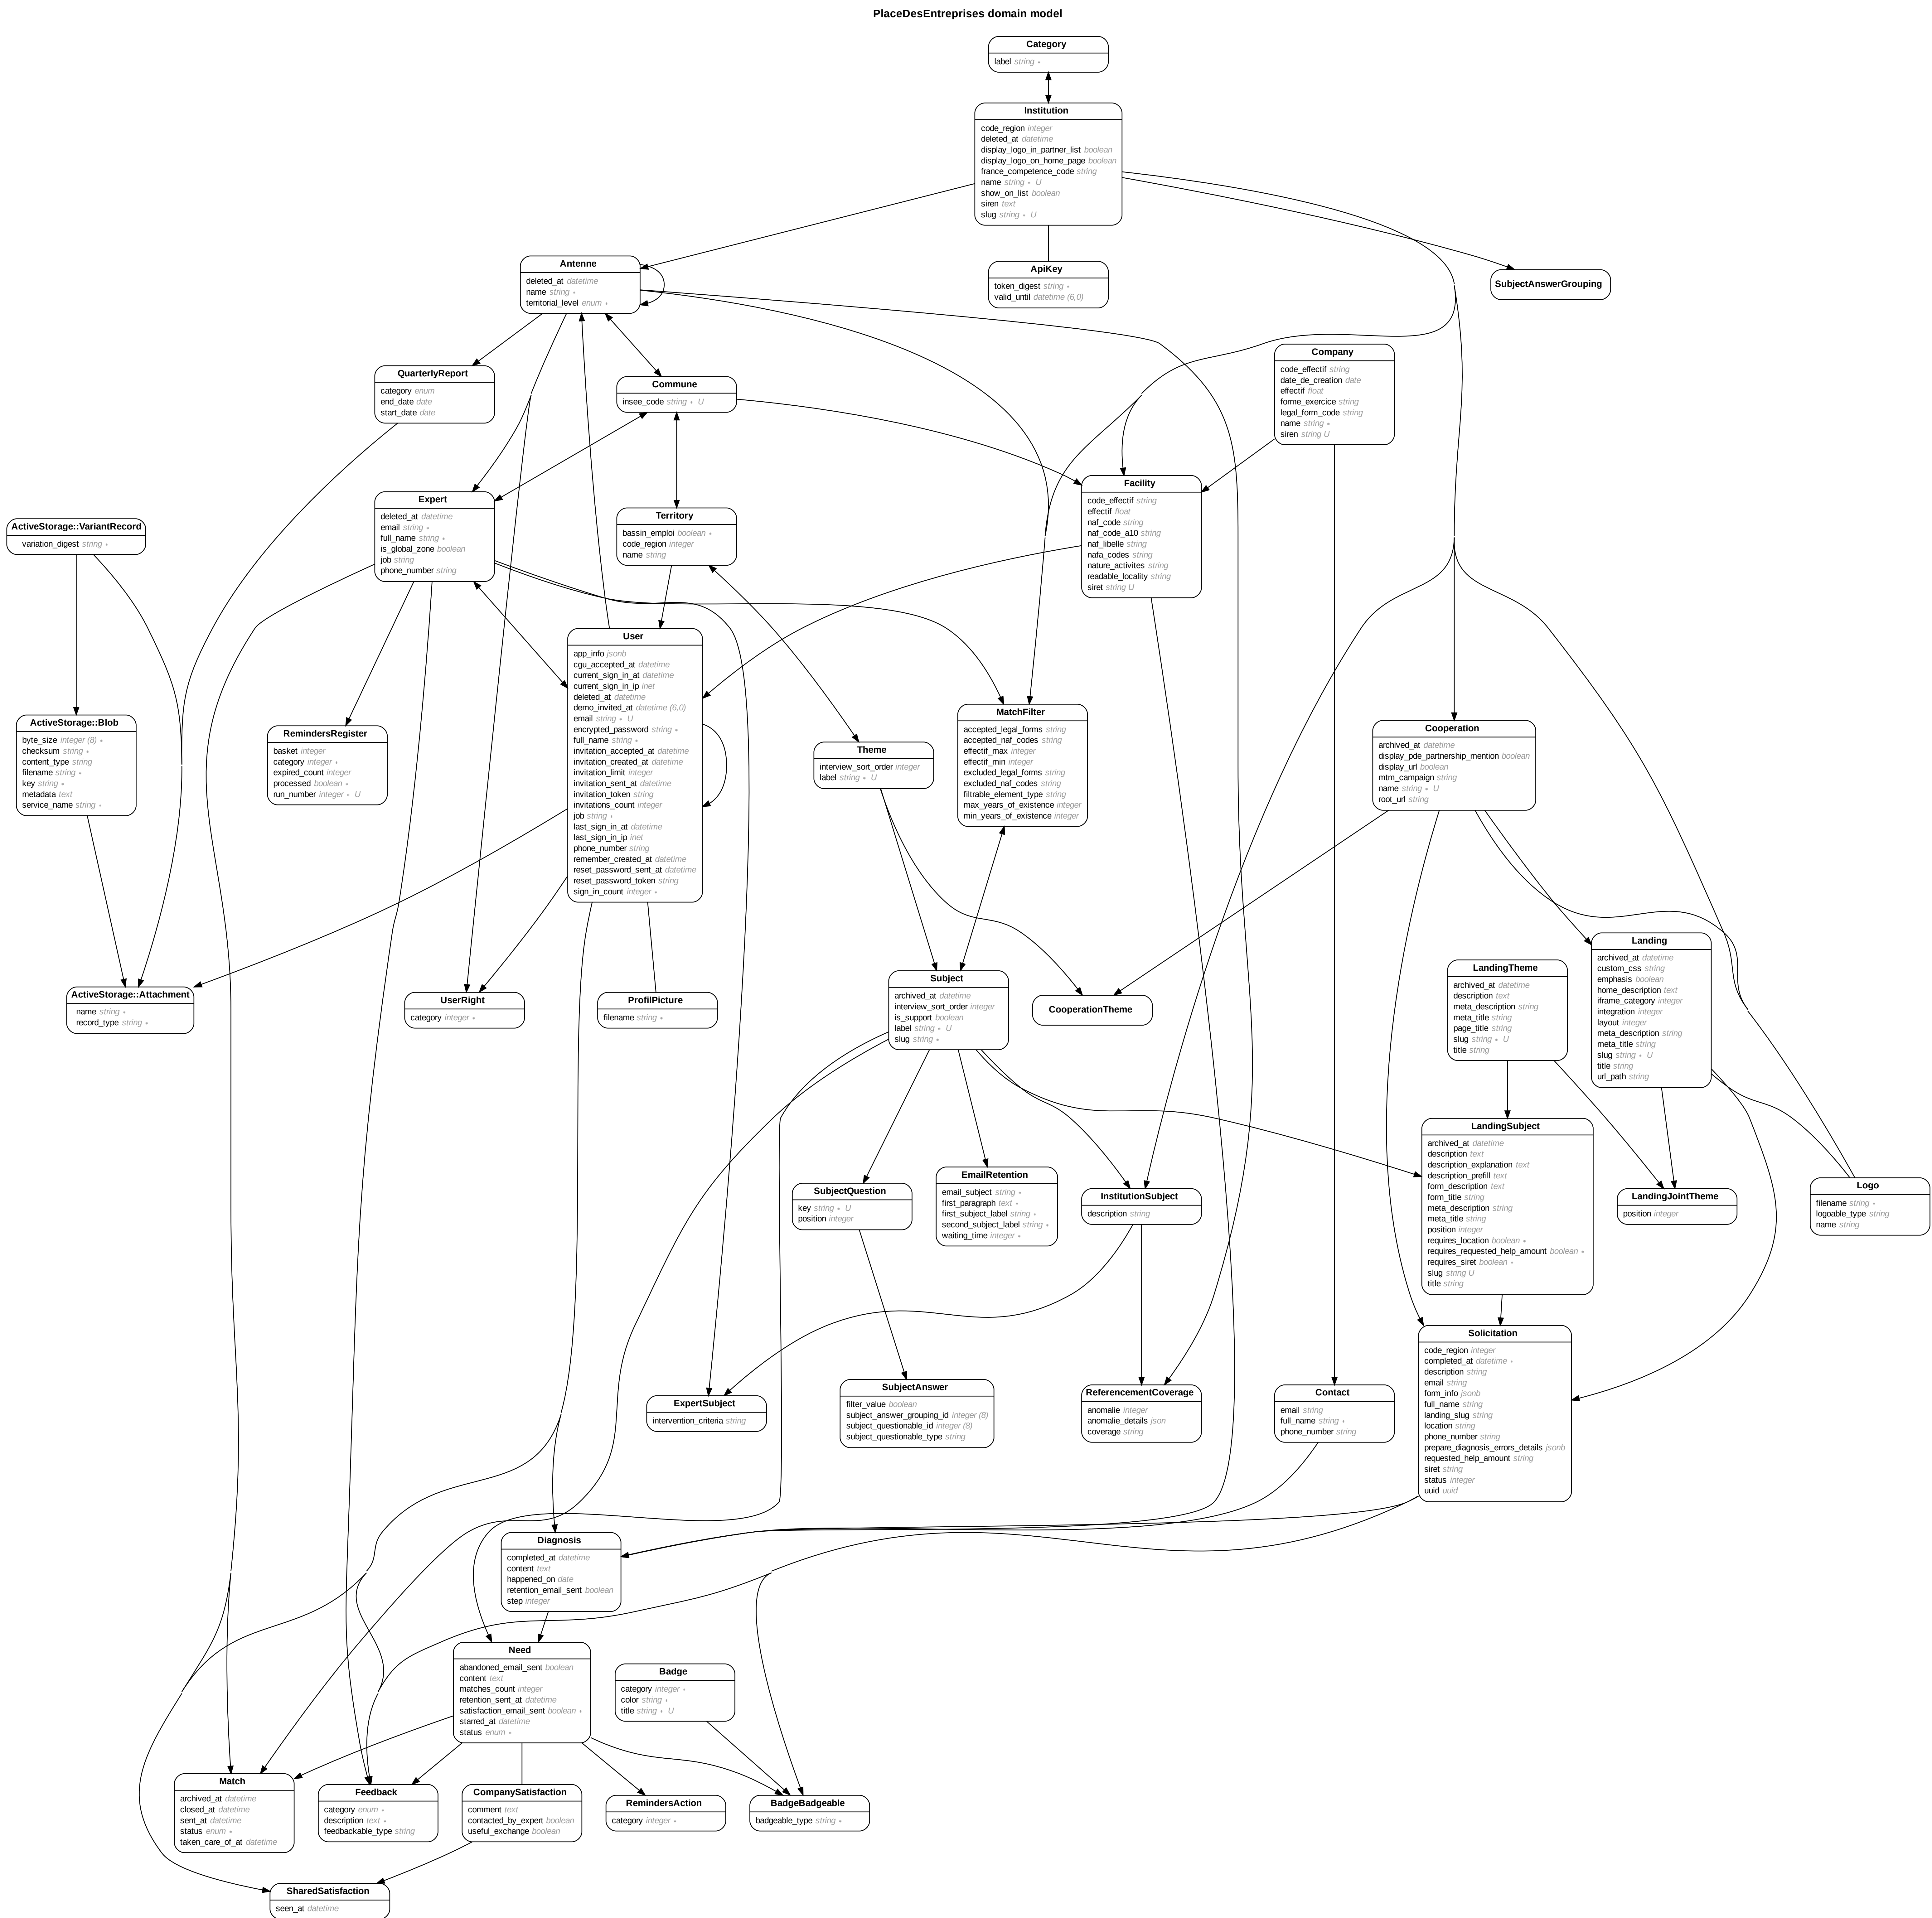 PlaceDesEntreprises domain model
Category
label string ∗
Institution
code_region integer
deleted_at datetime
display_logo_in_partner_list boolean
display_logo_on_home_page boolean
france_competence_code string
name string ∗ U
show_on_list boolean
siren text
slug string ∗ U
Antenne
deleted_at datetime
name string ∗
territorial_level enum ∗
ApiKey
token_digest string ∗
valid_until datetime (6,0)
SubjectAnswerGrouping
QuarterlyReport
category enum
end_date date
start_date date
Commune
insee_code string ∗ U
Company
code_effectif string
date_de_creation date
effectif float
forme_exercice string
legal_form_code string
name string ∗
siren string U
Expert
deleted_at datetime
email string ∗
full_name string ∗
is_global_zone boolean
job string
phone_number string
Territory
bassin_emploi boolean ∗
code_region integer
name string
Facility
code_effectif string
effectif float
naf_code string
naf_code_a10 string
naf_libelle string
nafa_codes string
nature_activites string
readable_locality string
siret string U
ActiveStorage::VariantRecord
variation_digest string ∗
User
app_info jsonb
cgu_accepted_at datetime
current_sign_in_at datetime
current_sign_in_ip inet
deleted_at datetime
demo_invited_at datetime (6,0)
email string ∗ U
encrypted_password string ∗
full_name string ∗
invitation_accepted_at datetime
invitation_created_at datetime
invitation_limit integer
invitation_sent_at datetime
invitation_token string
invitations_count integer
job string ∗
last_sign_in_at datetime
last_sign_in_ip inet
phone_number string
remember_created_at datetime
reset_password_sent_at datetime
reset_password_token string
sign_in_count integer ∗
ActiveStorage::Blob
byte_size integer (8) ∗
checksum string ∗
content_type string
filename string ∗
key string ∗
metadata text
service_name string ∗
RemindersRegister
basket integer
category integer ∗
expired_count integer
processed boolean ∗
run_number integer ∗ U
Theme
interview_sort_order integer
label string ∗ U
MatchFilter
accepted_legal_forms string
accepted_naf_codes string
effectif_max integer
effectif_min integer
excluded_legal_forms string
excluded_naf_codes string
filtrable_element_type string
max_years_of_existence integer
min_years_of_existence integer
Cooperation
archived_at datetime
display_pde_partnership_mention boolean
display_url boolean
mtm_campaign string
name string ∗ U
root_url string
ActiveStorage::Attachment
name string ∗
record_type string ∗
UserRight
category integer ∗
ProfilPicture
filename string ∗
Subject
archived_at datetime
interview_sort_order integer
is_support boolean
label string ∗ U
slug string ∗
CooperationTheme
LandingTheme
archived_at datetime
description text
meta_description string
meta_title string
page_title string
slug string ∗ U
title string
Landing
archived_at datetime
custom_css string
emphasis boolean
home_description text
iframe_category integer
integration integer
layout integer
meta_description string
meta_title string
slug string ∗ U
title string
url_path string
SubjectQuestion
key string ∗ U
position integer
EmailRetention
email_subject string ∗
first_paragraph text ∗
first_subject_label string ∗
second_subject_label string ∗
waiting_time integer ∗
InstitutionSubject
description string
LandingSubject
archived_at datetime
description text
description_explanation text
description_prefill text
form_description text
form_title string
meta_description string
meta_title string
position integer
requires_location boolean ∗
requires_requested_help_amount boolean ∗
requires_siret boolean ∗
slug string U
title string
LandingJointTheme
position integer
Logo
filename string ∗
logoable_type string
name string
ExpertSubject
intervention_criteria string
SubjectAnswer
filter_value boolean
subject_answer_grouping_id integer (8)
subject_questionable_id integer (8)
subject_questionable_type string
ReferencementCoverage
anomalie integer
anomalie_details json
coverage string
Contact
email string
full_name string ∗
phone_number string
Solicitation
code_region integer
completed_at datetime ∗
description string
email string
form_info jsonb
full_name string
landing_slug string
location string
phone_number string
prepare_diagnosis_errors_details jsonb
requested_help_amount string
siret string
status integer
uuid uuid
Diagnosis
completed_at datetime
content text
happened_on date
retention_email_sent boolean
step integer
Need
abandoned_email_sent boolean
content text
matches_count integer
retention_sent_at datetime
satisfaction_email_sent boolean ∗
starred_at datetime
status enum ∗
Badge
category integer ∗
color string ∗
title string ∗ U
Match
archived_at datetime
closed_at datetime
sent_at datetime
status enum ∗
taken_care_of_at datetime
Feedback
category enum ∗
description text ∗
feedbackable_type string
CompanySatisfaction
comment text
contacted_by_expert boolean
useful_exchange boolean
RemindersAction
category integer ∗
BadgeBadgeable
badgeable_type string ∗
SharedSatisfaction
seen_at datetime